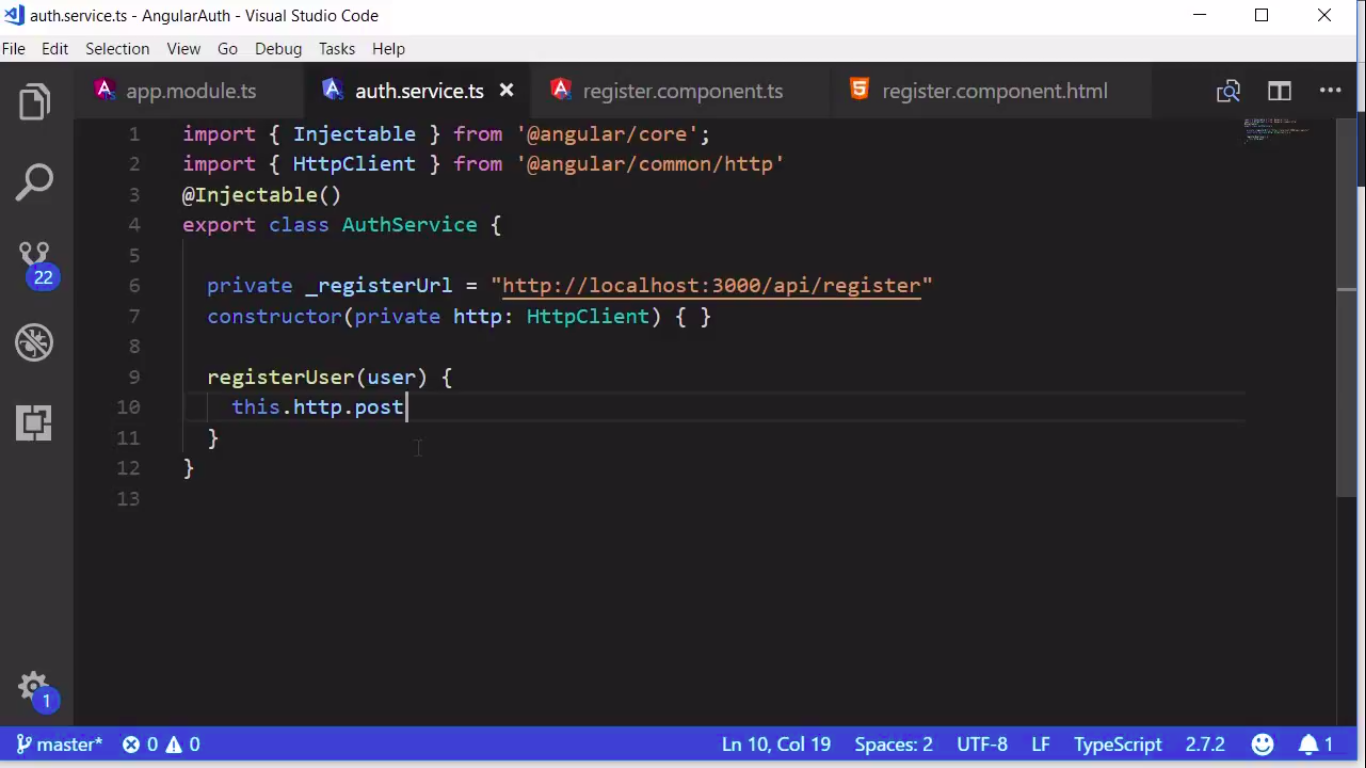 auth.service.ts - AngularAuth - Visual Studio Code
File Edit Selection View Go Debug Tasks Help
app.module.ts auth.service.ts register.component.ts register.component.html
1 import { Injectable } from '@angular/core';
2 import { HttpClient } from '@angular/common/http'
3 @Injectable()
4 export class AuthService {
5
6 private _registerUrl = "http://localhost:3000/api/register"
7 constructor(private http: HttpClient) { }
8
9 registerUser(user) {
10 this.http.post
11 }
12 }
13
22
1
master* 0 0 Ln 10, Col 19 Spaces: 2 UTF-8 LF TypeScript 2.7.2 1